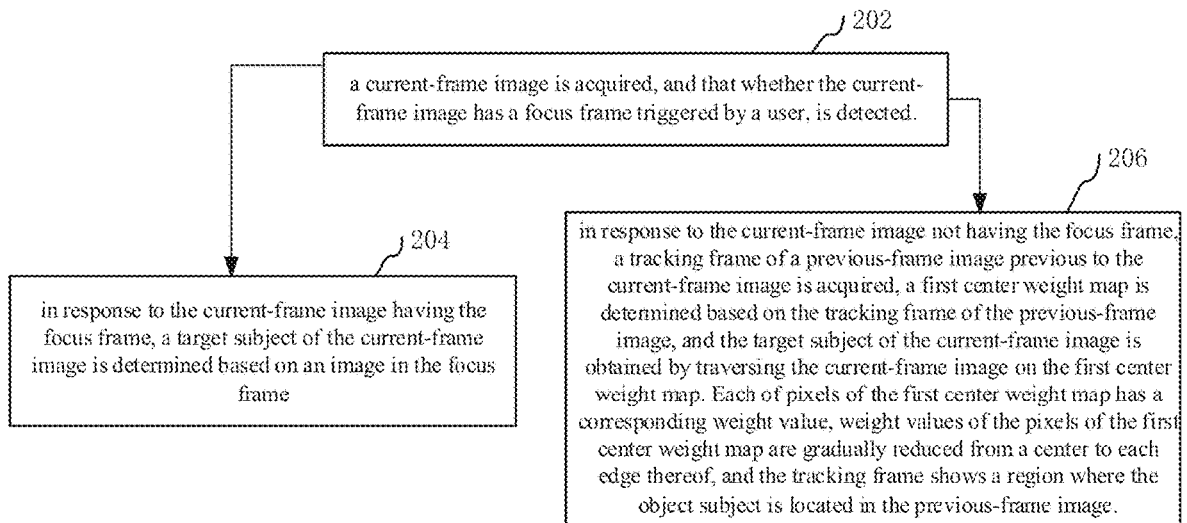 202
a current-frame image is acquired, and that whether the current-
frame image has a focus frame triggered by a user, is detected.
204
in response to the current-frame image having the
focus frame, a target subject of the current-frame
image is determined based on an image in the focus
frame
206
in response to the current-frame image not having the focus frame,
a tracking frame of a previous-frame image previous to the
current-frame image is acquired, a first center weight map is
determined based on the tracking frame of the previous-frame
image, and the target subject of the current-frame image is
obtained by traversing the current-frame image on the first center
weight map. Each of pixels of the first center weight map has a
corresponding weight value, weight values of the pixels of the first
center weight map are gradually reduced from a center to each
edge thereof, and the tracking frame shows a region where the
object subject is located in the previous-frame image.